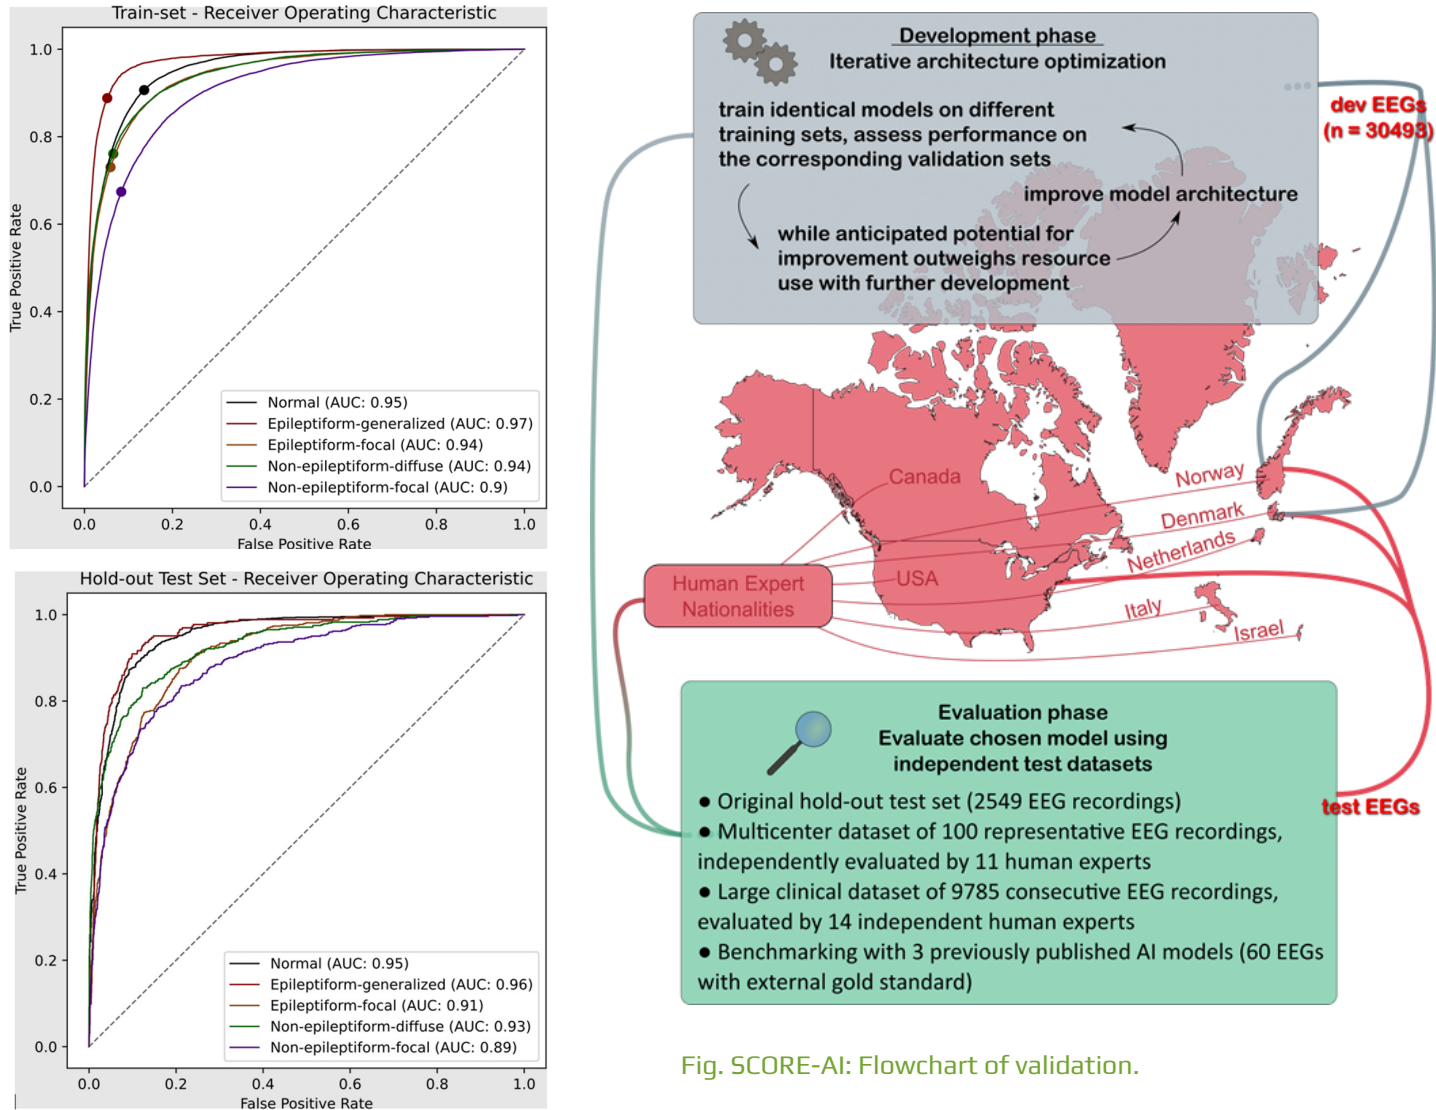 Train-set - Receiver Operating Characteristic
True Positive Rate
1.0
0.8
0.6
0.4
0.2
0.0
Normal (AUC: 0.95)
Epileptiform-generalized (AUC: 0.97)
Epileptiform-focal (AUC: 0.94)
Non-epileptiform-diffuse (AUC: 0.94)
Non-epileptiform-focal (AUC: 0.9)
0.0 0.2 0.4 0.6 0.8 1.0
False Positive Rate
Hold-out Test Set - Receiver Operating Characteristic
True Positive Rate
1.0
0.8
0.6
0.4
0.2
0.0
Normal (AUC: 0.95)
Epileptiform-generalized (AUC: 0.96)
Epileptiform-focal (AUC: 0.91)
Non-epileptiform-diffuse (AUC: 0.93)
Non-epileptiform-focal (AUC: 0.89)
0.0 0.2 0.4 0.6 0.8 1.0
False Positive Rate
Development phase
Iterative architecture optimization
train identical models on different
training sets, assess performance on
the corresponding validation sets
improve model architecture
while anticipated potential for
improvement outweighs resource
use with further development
dev EEGs
(n = 30493)
Canada
Norway
Denmark
Netherlands
USA
Italy
Israel
Human Expert
Nationalities
Evaluation phase
Evaluate chosen model using
independent test datasets
● Original hold-out test set (2549 EEG recordings)
● Multicenter dataset of 100 representative EEG recordings,
independently evaluated by 11 human experts
● Large clinical dataset of 9785 consecutive EEG recordings,
evaluated by 14 independent human experts
● Benchmarking with 3 previously published AI models (60 EEGs
with external gold standard)
test EEGs
Fig. SCORE-AI: Flowchart of validation.